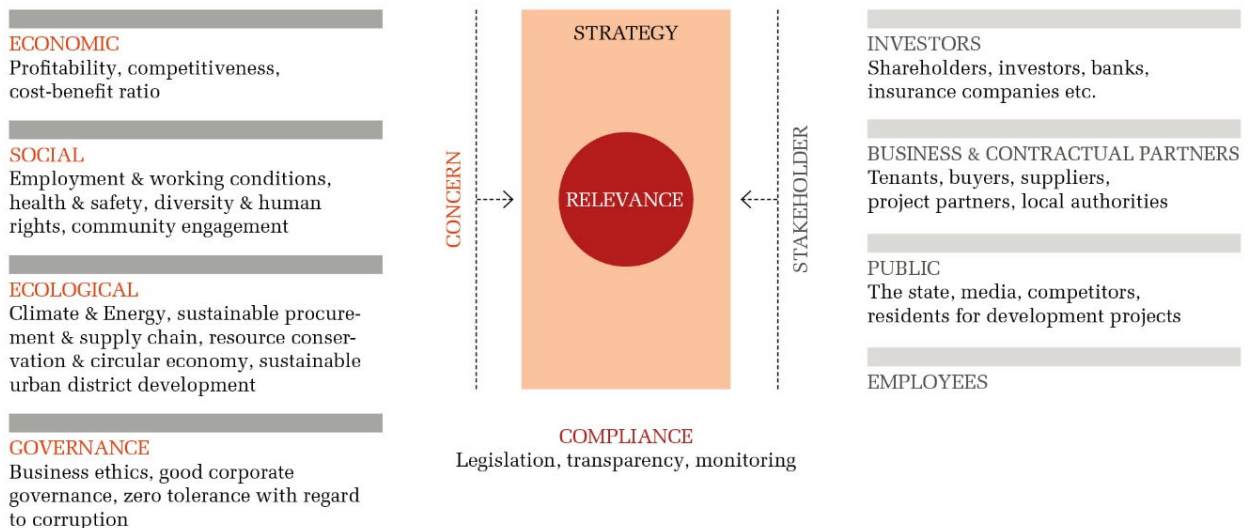 ECONOMIC
Profitability, competitiveness,
cost-benefit ratio
SOCIAL
Employment & working conditions,
health & safety, diversity & human
rights, community engagement
ECOLOGICAL
Climate & Energy, sustainable procure-
ment & supply chain, resource conser-
vation & circular economy, sustainable
urban district development
GOVERNANCE
Business ethics, good corporate
governance, zero tolerance with regard
to corruption
CONCERN
STRATEGY
RELEVANCE
STAKEHOLDER
COMPLIANCE
Legislation, transparency, monitoring
INVESTORS
Shareholders, investors, banks,
insurance companies etc.
BUSINESS & CONTRACTUAL PARTNERS
Tenants, buyers, suppliers,
project partners, local authorities
PUBLIC
The state, media, competitors,
residents for development projects
EMPLOYEES